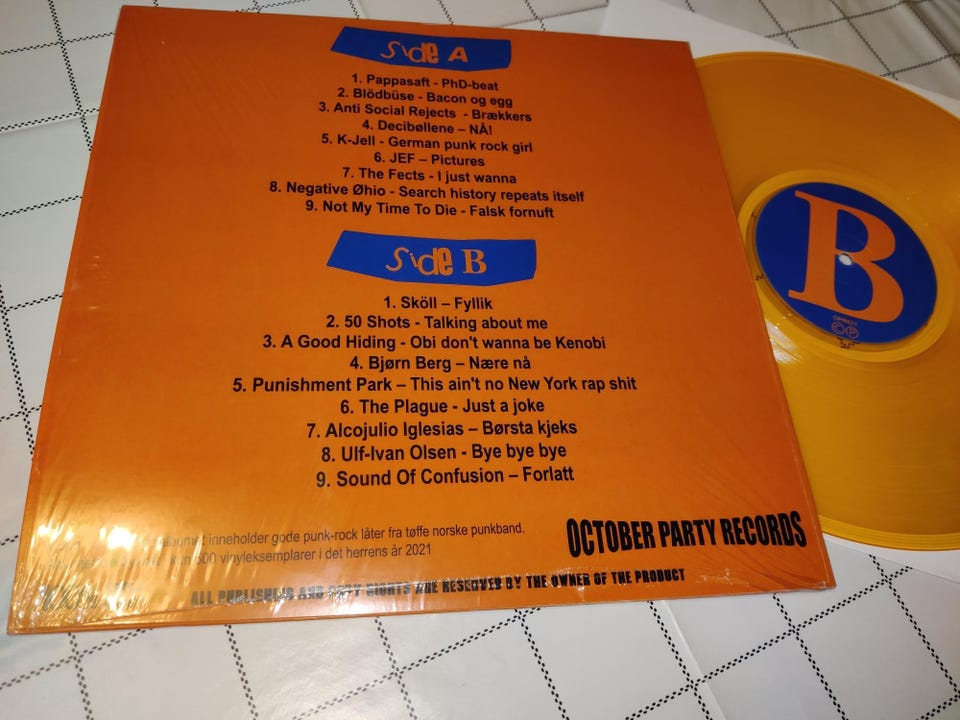 Side A
1. Pappasaft - PhD-beat
2. Blödbüse - Bacon og egg
3. Anti Social Rejects - Brækkers
4. Decibøllene – NÅ!
5. K-Jell - German punk rock girl
6. JEF – Pictures
7. The Fects - I just wanna
8. Negative Øhio - Search history repeats itself
9. Not My Time To Die - Falsk fornuft
Side B
1. Sköll – Fyllik
2. 50 Shots - Talking about me
3. A Good Hiding - Obi don't wanna be Kenobi
4. Bjørn Berg – Nære nå
5. Punishment Park – This ain't no New York rap shit
6. The Plague - Just a joke
7. Alcojulio Iglesias – Børsta kjeks
8. Ulf-Ivan Olsen - Bye bye bye
9. Sound Of Confusion – Forlatt
albumet inneholder gode punk-rock låter fra tøffe norske punkband.
kun 500 vinyleksemplarer i det herrens år 2021
OCTOBER PARTY RECORDS
ALL PUBLISHING AND COPY RIGHTS ARE RESERVED BY THE OWNER OF THE PRODUCT
B
©℗